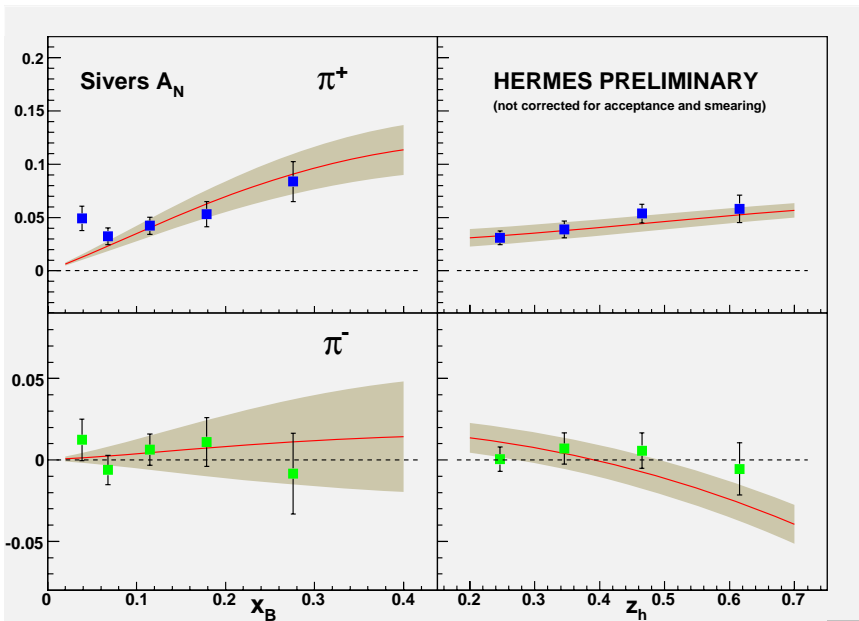 0.2
0.15
0.1
0.05
0
Sivers A_N
π⁺
HERMES PRELIMINARY
(not corrected for acceptance and smearing)
0.05
0
-0.05
π⁻
0 0.1 0.2 0.3 0.4
x_B
0.2 0.3 0.4 0.5 0.6 0.7
z_h